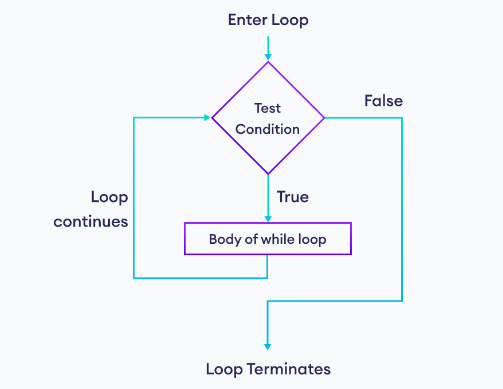 Enter Loop
Test
Condition
False
True
Loop
continues
Body of while loop
Loop Terminates